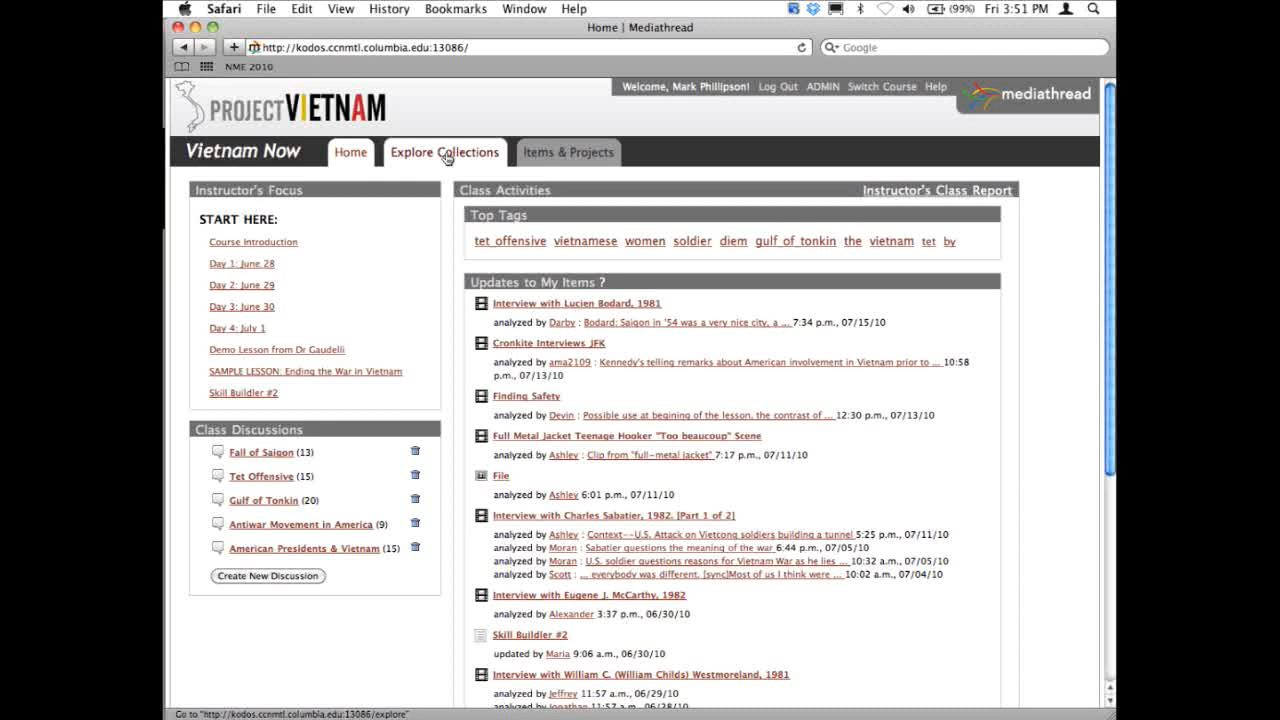 Safari File Edit View History Bookmarks Window Help (99%) Fri 3:51 PM
Home | Mediathread
http://kodos.ccnmtl.columbia.edu:13086/ Google
NME 2010
Welcome, Mark Phillipson! Log Out ADMIN Switch Course Help mediathread
PROJECTVIETNAM
Vietnam Now Home Explore Collections Items & Projects
Instructor's Focus
START HERE:
Course Introduction
Day 1: June 28
Day 2: June 29
Day 3: June 30
Day 4: July 1
Demo Lesson from Dr Gaudelli
SAMPLE LESSON: Ending the War in Vietnam
Skill Buildler #2
Class Discussions
Fall of Saigon (13)
Tet Offensive (15)
Gulf of Tonkin (20)
Antiwar Movement in America (9)
American Presidents & Vietnam (15)
Create New Discussion
Class Activities Instructor's Class Report
Top Tags
tet offensive vietnamese women soldier diem gulf of tonkin the vietnam tet by
Updates to My Items ?
Interview with Lucien Bodard, 1981
analyzed by Darby : Bodard: Saigon in '54 was a very nice city, a ... 7:34 p.m., 07/15/10
Cronkite Interviews JFK
analyzed by ama2109 : Kennedy's telling remarks about American involvement in Vietnam prior to ... 10:58
p.m., 07/13/10
Finding Safety
analyzed by Devin : Possible use at begining of the lesson, the contrast of ... 12:30 p.m., 07/13/10
Full Metal Jacket Teenage Hooker "Too beaucoup" Scene
analyzed by Ashley : Clip from "full-metal jacket" 7:17 p.m., 07/11/10
File
analyzed by Ashley 6:01 p.m., 07/11/10
Interview with Charles Sabatier, 1982. [Part 1 of 2]
analyzed by Ashley : Context--U.S. Attack on Vietcong soldiers building a tunnel 5:25 p.m., 07/11/10
analyzed by Moran : Sabatier questions the meaning of the war 6:44 p.m., 07/05/10
analyzed by Moran : U.S. soldier questions reasons for Vietnam War as he lies ... 10:32 a.m., 07/05/10
analyzed by Scott : ... everybody was different. [sync]Most of us I think were ... 10:02 a.m., 07/04/10
Interview with Eugene J. McCarthy, 1982
analyzed by Alexander 3:37 p.m., 06/30/10
Skill Buildler #2
updated by Maria 9:06 a.m., 06/30/10
Interview with William C. (William Childs) Westmoreland, 1981
analyzed by Jeffrey 11:57 a.m., 06/29/10
analyzed by Jonathan 11:57 a.m., 06/28/10
Go to "http://kodos.ccnmtl.columbia.edu:13086/explore"